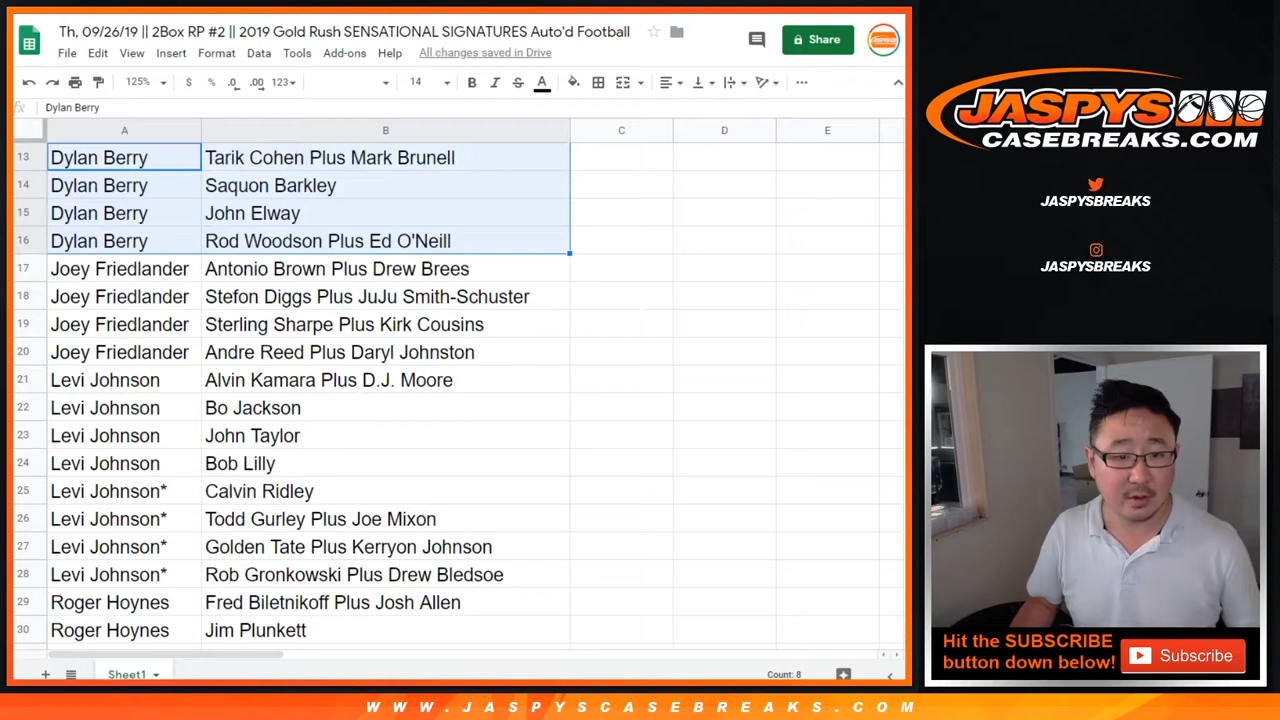 Th, 09/26/19 || 2Box RP #2 || 2019 Gold Rush SENSATIONAL SIGNATURES Auto'd Football
Share
File Edit View Insert Format Data Tools Add-ons Help All changes saved in Drive
125% $ % .0 .00 123 14 B I S A
fx Dylan Berry
A B C D E
13 Dylan Berry Tarik Cohen Plus Mark Brunell
14 Dylan Berry Saquon Barkley
15 Dylan Berry John Elway
16 Dylan Berry Rod Woodson Plus Ed O'Neill
17 Joey Friedlander Antonio Brown Plus Drew Brees
18 Joey Friedlander Stefon Diggs Plus JuJu Smith-Schuster
19 Joey Friedlander Sterling Sharpe Plus Kirk Cousins
20 Joey Friedlander Andre Reed Plus Daryl Johnston
21 Levi Johnson Alvin Kamara Plus D.J. Moore
22 Levi Johnson Bo Jackson
23 Levi Johnson John Taylor
24 Levi Johnson Bob Lilly
25 Levi Johnson* Calvin Ridley
26 Levi Johnson* Todd Gurley Plus Joe Mixon
27 Levi Johnson* Golden Tate Plus Kerryon Johnson
28 Levi Johnson* Rob Gronkowski Plus Drew Bledsoe
29 Roger Hoynes Fred Biletnikoff Plus Josh Allen
30 Roger Hoynes Jim Plunkett
Sheet1
Count: 8
JASPYS
CASEBREAKS.COM
JASPYSBREAKS
JASPYSBREAKS
Hit the SUBSCRIBE
button down below!
Subscribe
WWW.JASPYSCASEBREAKS.COM